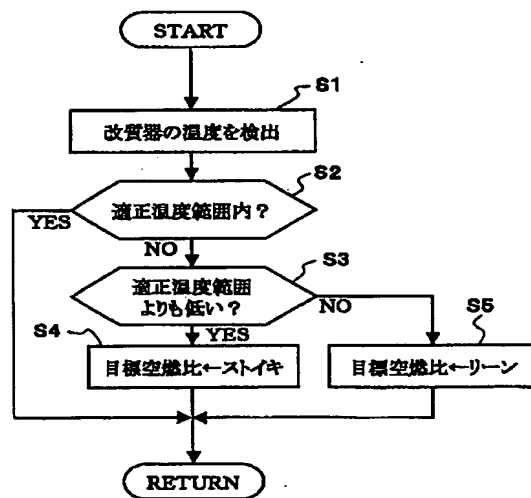 START
S1
改質器の温度を検出
S2
適正温度範囲内？
YES
NO
S3
適正温度範囲
よりも低い？
NO
S4
YES
S5
目標空燃比←ストイキ
目標空燃比←リーン
RETURN